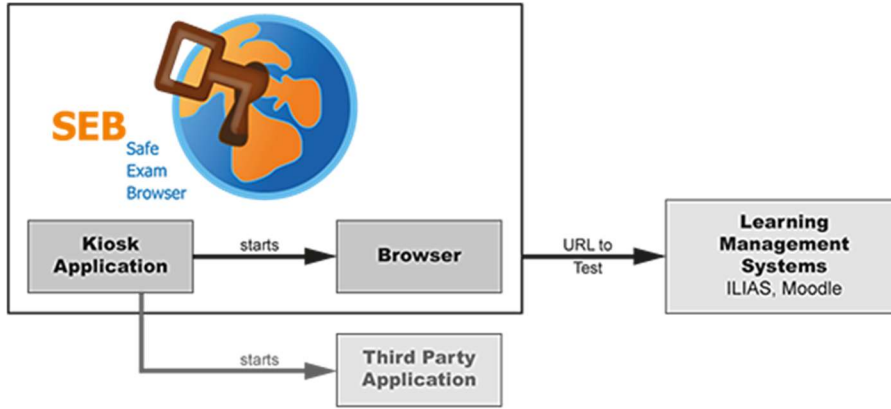 SEB
Safe
Exam
Browser
Kiosk
Application
starts
Browser
URL to
Test
Learning
Management
Systems
ILIAS, Moodle
starts
Third Party
Application